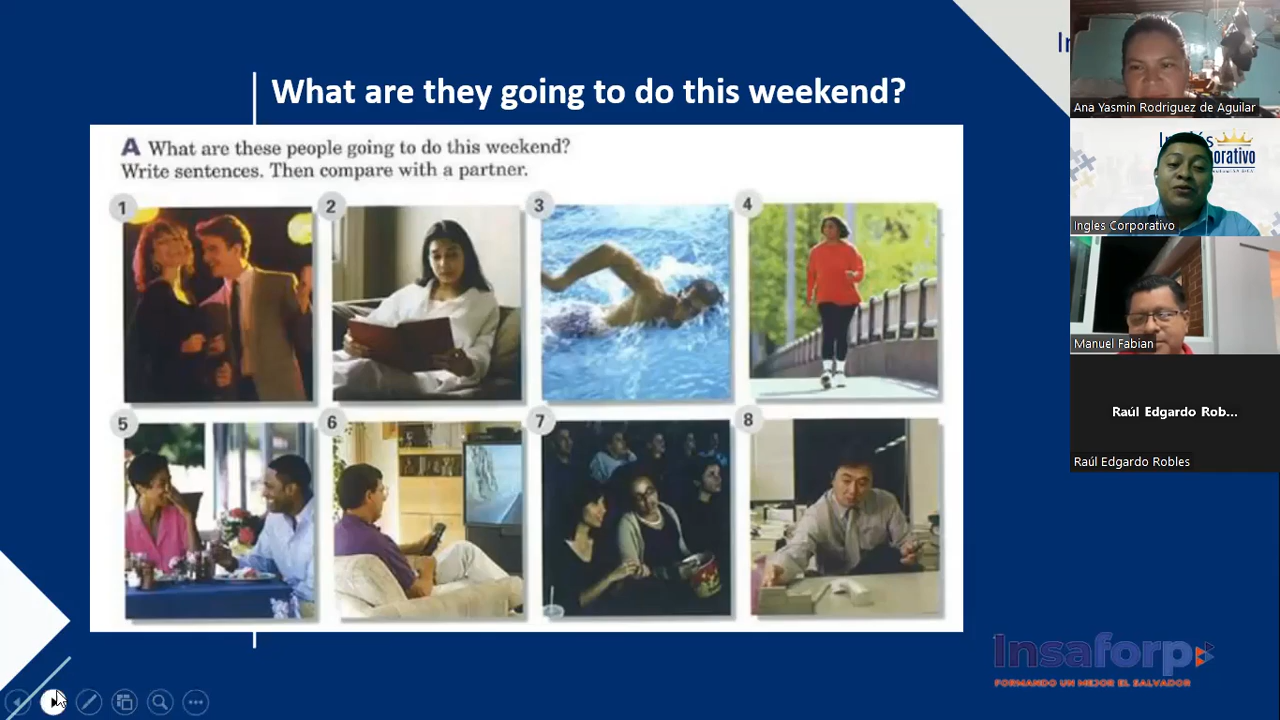 What are they going to do this weekend?
A What are these people going to do this weekend?
Write sentences. Then compare with a partner.
1
2
3
4
5
6
7
8
Insaforp
FORMANDO UN MEJOR EL SALVADOR
Ana Yasmin Rodriguez de Aguilar
Ingles Corporativo
Manuel Fabian
Raúl Edgardo Rob...
Raúl Edgardo Robles